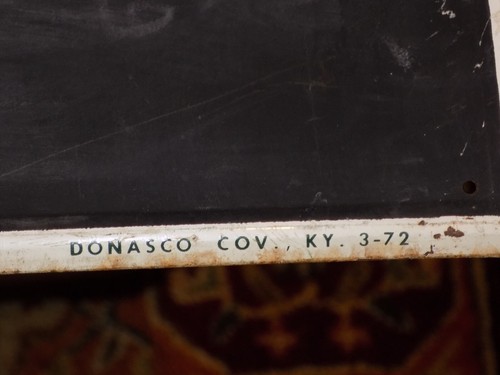 DONASCO COV., KY. 3-72